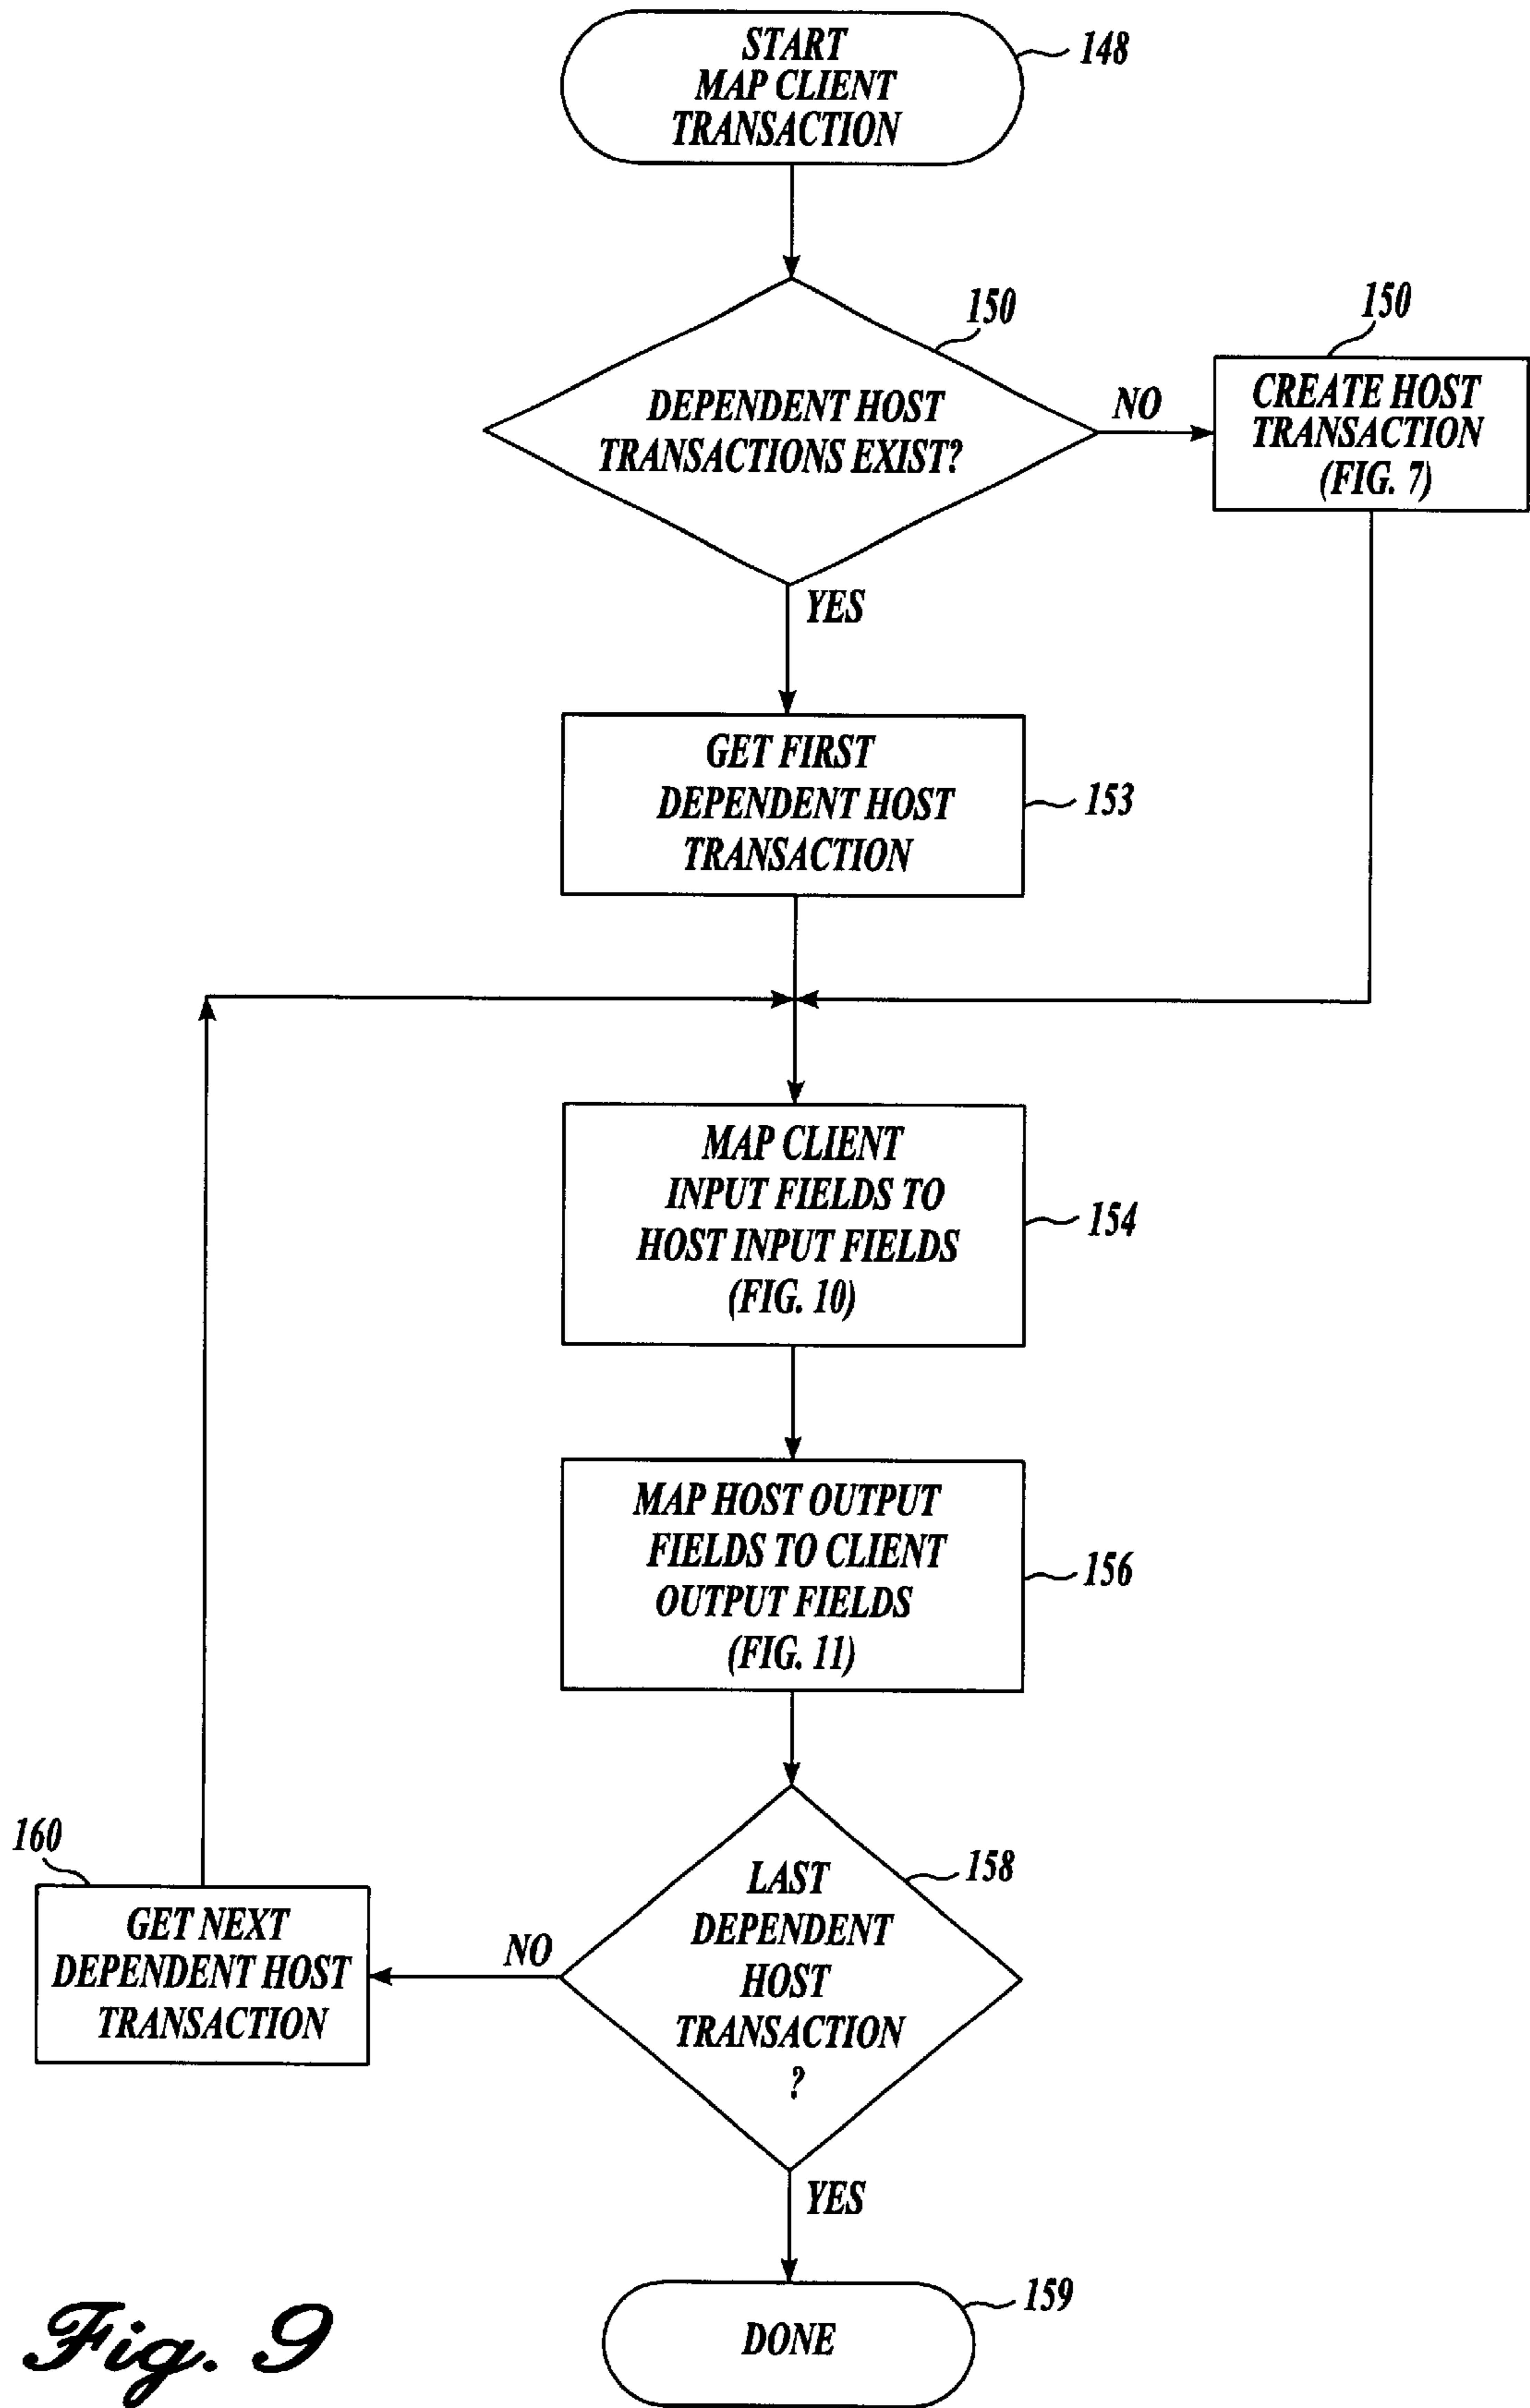 START
MAP CLIENT
TRANSACTION
148
DEPENDENT HOST
TRANSACTIONS EXIST?
150
NO
150
CREATE HOST
TRANSACTION
(FIG. 7)
YES
GET FIRST
DEPENDENT HOST
TRANSACTION
153
MAP CLIENT
INPUT FIELDS TO
HOST INPUT FIELDS
(FIG. 10)
154
MAP HOST OUTPUT
FIELDS TO CLIENT
OUTPUT FIELDS
(FIG. 11)
156
LAST
DEPENDENT
HOST
TRANSACTION
?
158
NO
160
GET NEXT
DEPENDENT HOST
TRANSACTION
YES
DONE
159
Fig. 9